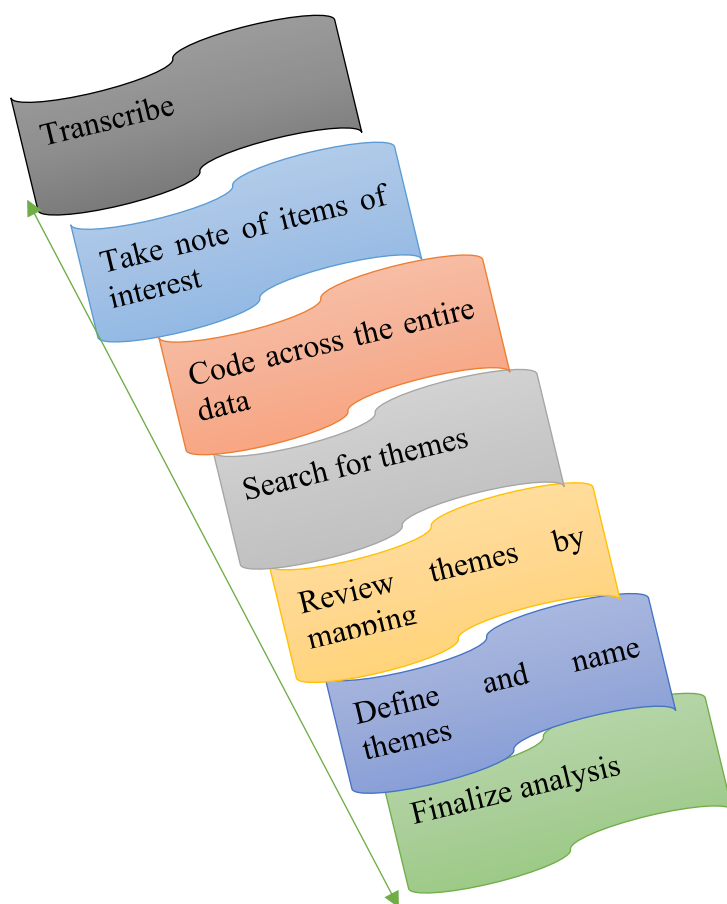 Transcribe
Take note of items of
interest
Code across the entire
data
Search for themes
Review themes by
mapping
Define and name
themes
Finalize analysis